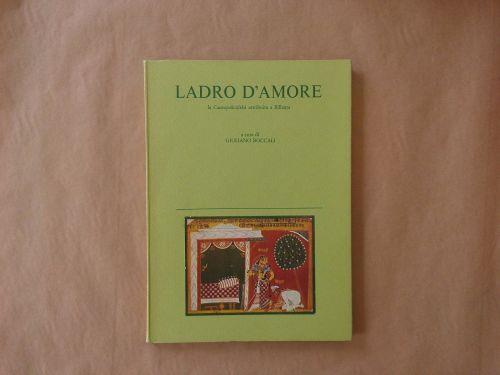 LADRO D'AMORE
la Caurapañcāśikā attribuita a Bilhaṇa
a cura di
GIULIANO BOCCALI